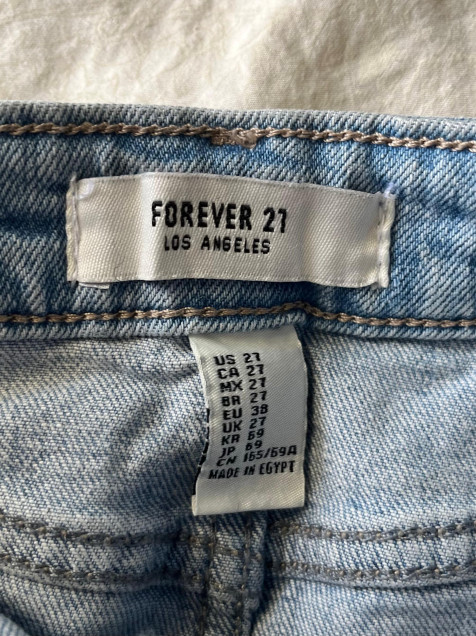 FOREVER 21
LOS ANGELES
US 27
CA 27
MX 27
BR 27
EU 38
UK 27
KR 69
JP 69
CN 165/69A
MADE IN EGYPT